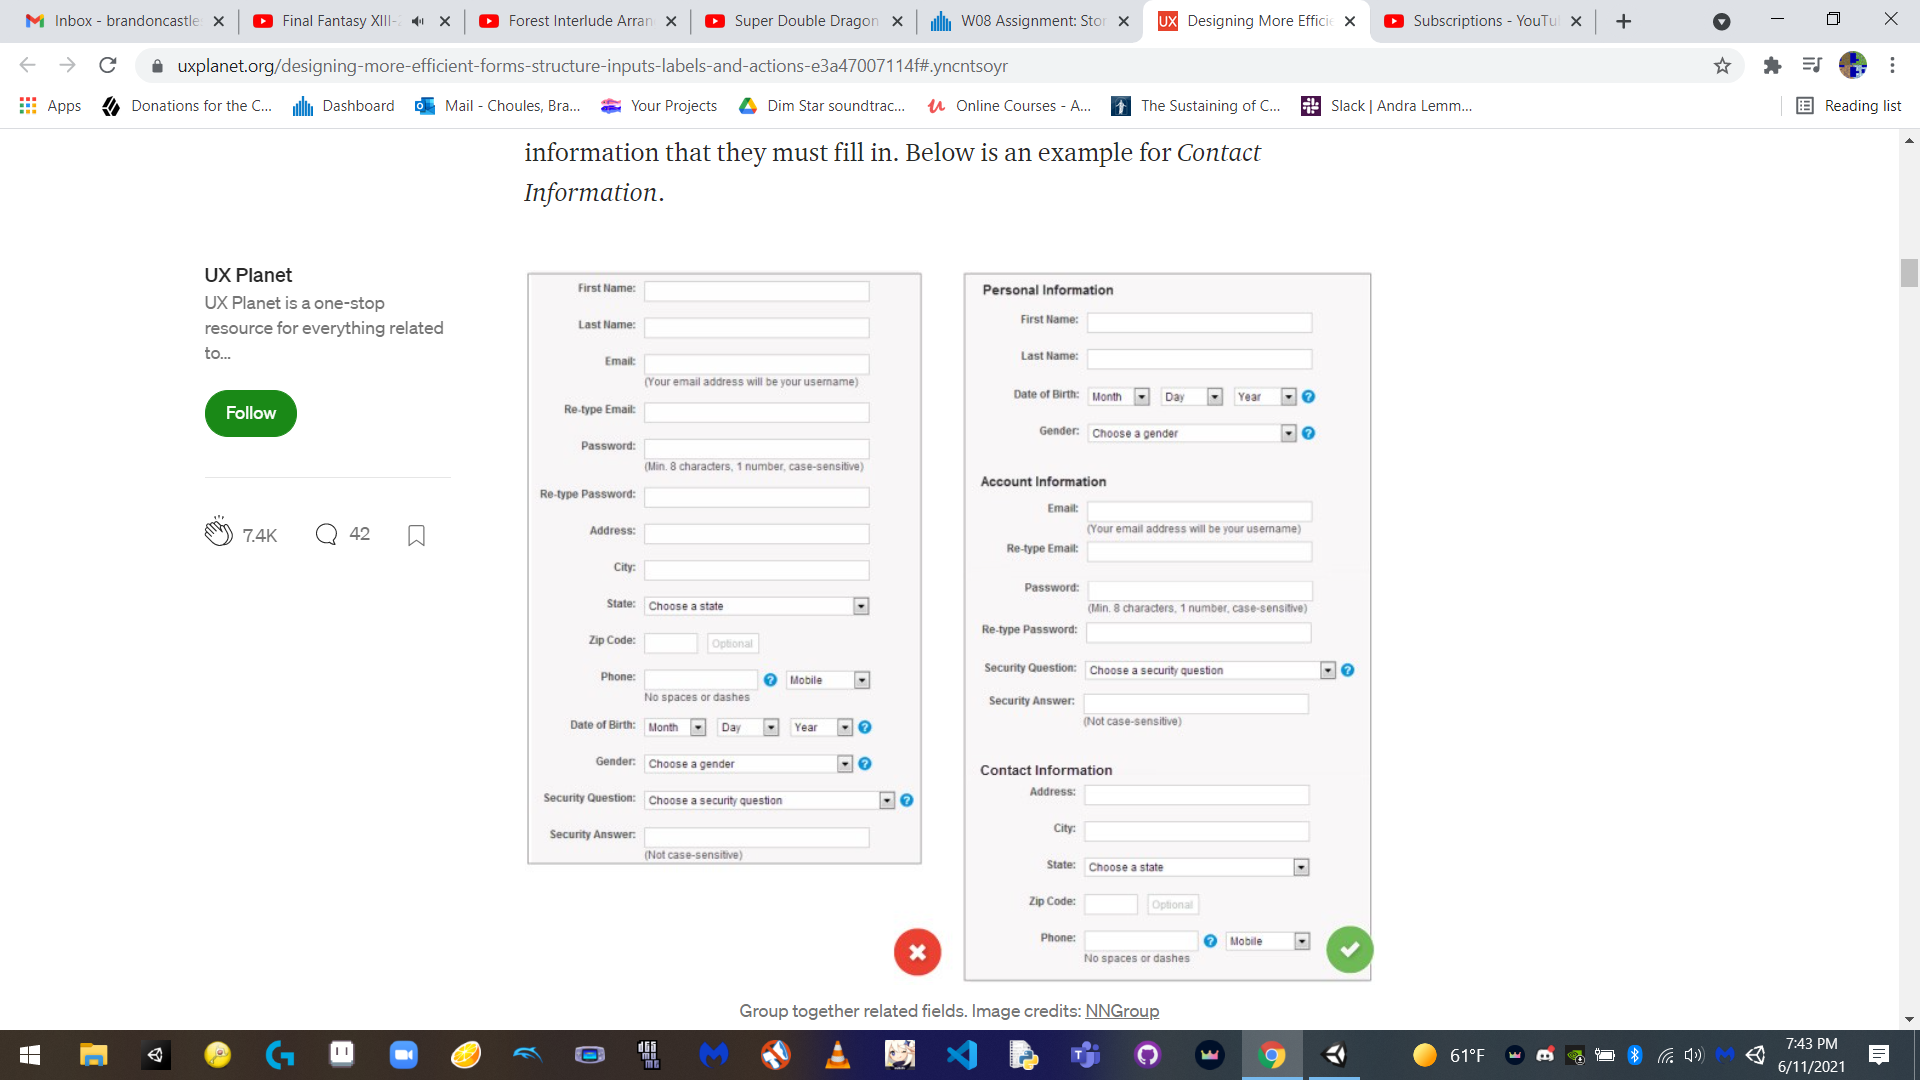 Inbox - brandoncastle
Final Fantasy XIII-
Forest Interlude Arran
Super Double Dragon
W08 Assignment: Stor
UX Designing More Efficie
Subscriptions - YouTu
uxplanet.org/designing-more-efficient-forms-structure-inputs-labels-and-actions-e3a47007114f#.yncntsoyr
Apps
Donations for the C...
Dashboard
Mail - Choules, Bra...
Your Projects
Dim Star soundtrac...
Online Courses - A...
The Sustaining of C...
Slack | Andra Lemm...
Reading list
information that they must fill in. Below is an example for Contact
Information.
UX Planet
UX Planet is a one-stop
resource for everything related
to...
Follow
7.4K
42
First Name:
Last Name:
Email:
(Your email address will be your username)
Re-type Email:
Password:
(Min. 8 characters, 1 number, case-sensitive)
Re-type Password:
Address:
City:
State: Choose a state
Zip Code: Optional
Phone: ? Mobile
No spaces or dashes
Date of Birth: Month Day Year ?
Gender: Choose a gender ?
Security Question: Choose a security question ?
Security Answer:
(Not case-sensitive)
Personal Information
First Name:
Last Name:
Date of Birth: Month Day Year ?
Gender: Choose a gender ?
Account Information
Email:
(Your email address will be your username)
Re-type Email:
Password:
(Min. 8 characters, 1 number, case-sensitive)
Re-type Password:
Security Question: Choose a security question ?
Security Answer:
(Not case-sensitive)
Contact Information
Address:
City:
State: Choose a state
Zip Code: Optional
Phone: ? Mobile
No spaces or dashes
Group together related fields. Image credits: NNGroup
61°F
7:43 PM
6/11/2021